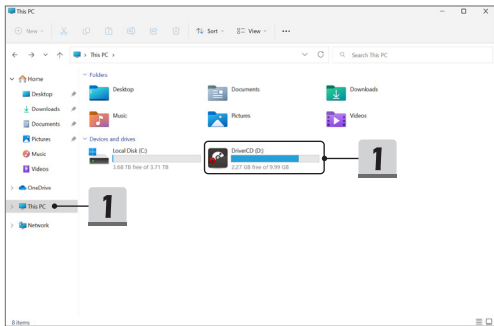 This PC
New Sort View
This PC Search This PC
Home
Desktop
Downloads
Documents
Pictures
Music
Videos
OneDrive
This PC
Network
Folders
Desktop Documents Downloads
Music Pictures Videos
Devices and drives
Local Disk (C:) DriverCD (D:)
3.68 TB free of 3.71 TB 2.27 GB free of 9.99 GB
1
1
8 items